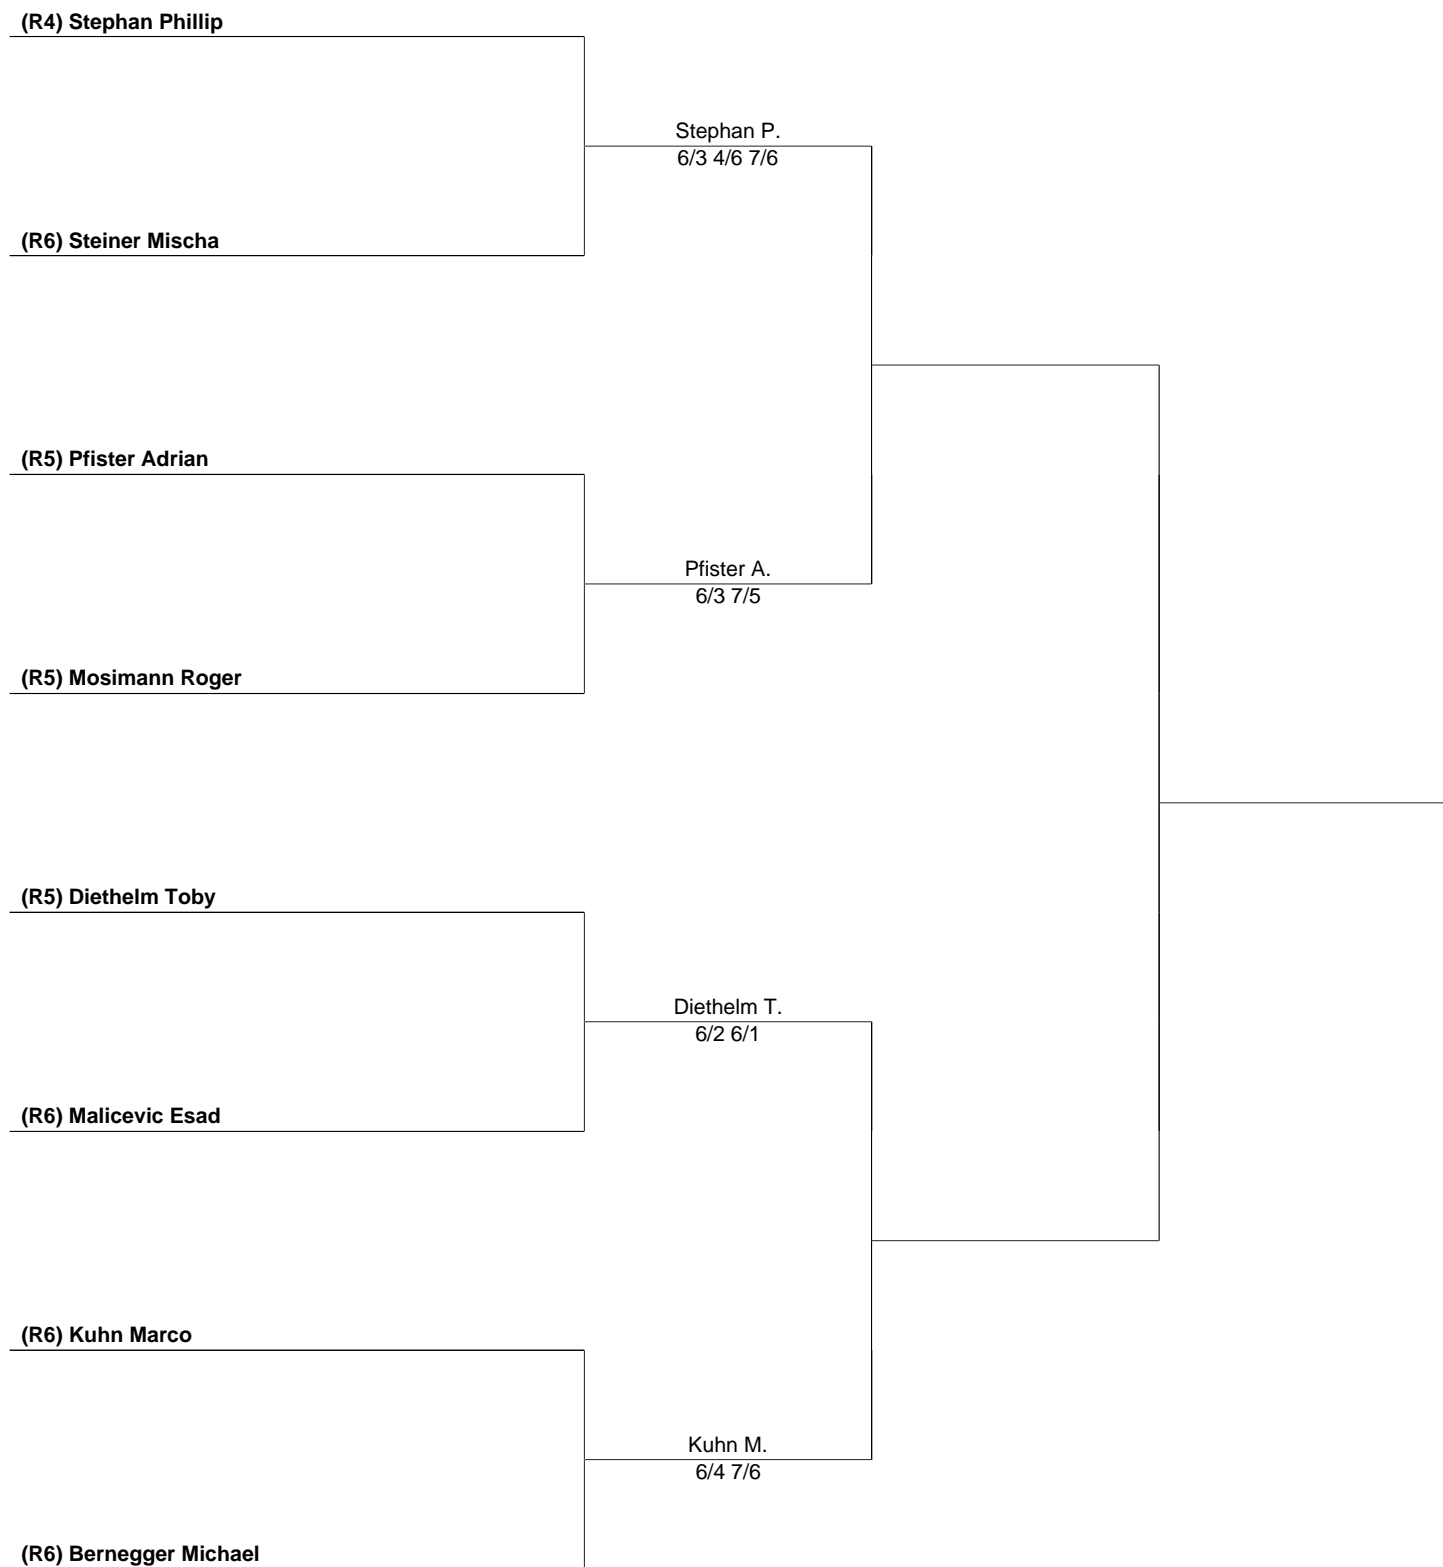 (R4) Stephan Phillip
Stephan P.
6/3 4/6 7/6
(R6) Steiner Mischa
(R5) Pfister Adrian
Pfister A.
6/3 7/5
(R5) Mosimann Roger
(R5) Diethelm Toby
Diethelm T.
6/2 6/1
(R6) Malicevic Esad
(R6) Kuhn Marco
Kuhn M.
6/4 7/6
(R6) Bernegger Michael